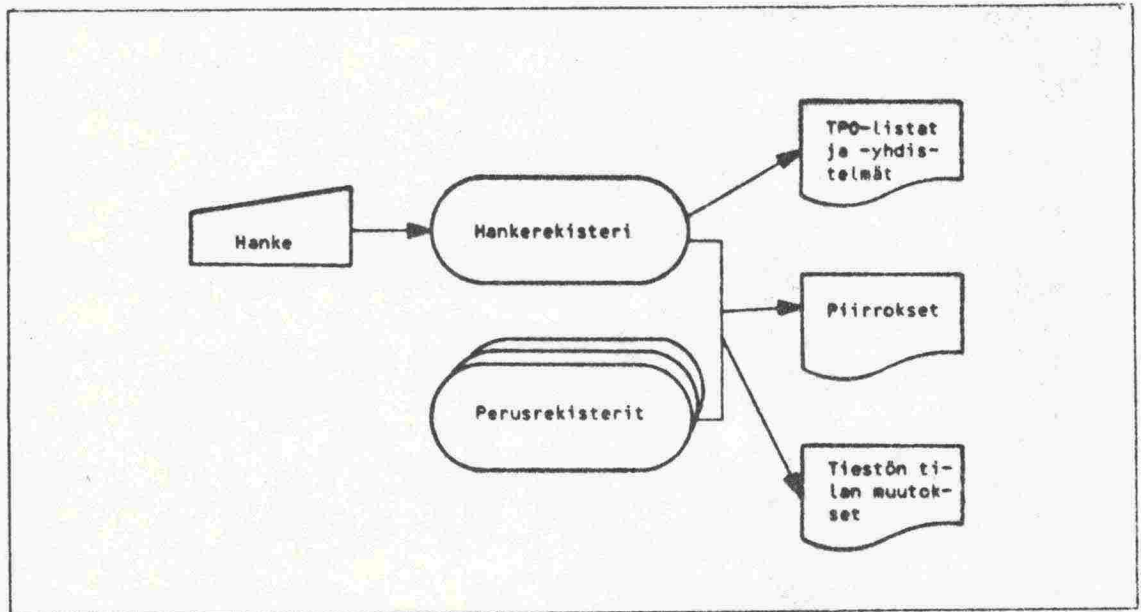 TPO-listat
ja -yhdis-
telmät
Hanke
Hankerekisteri
Piirrokset
Perusrekisterit
Tiestön ti-
lan muutok-
set